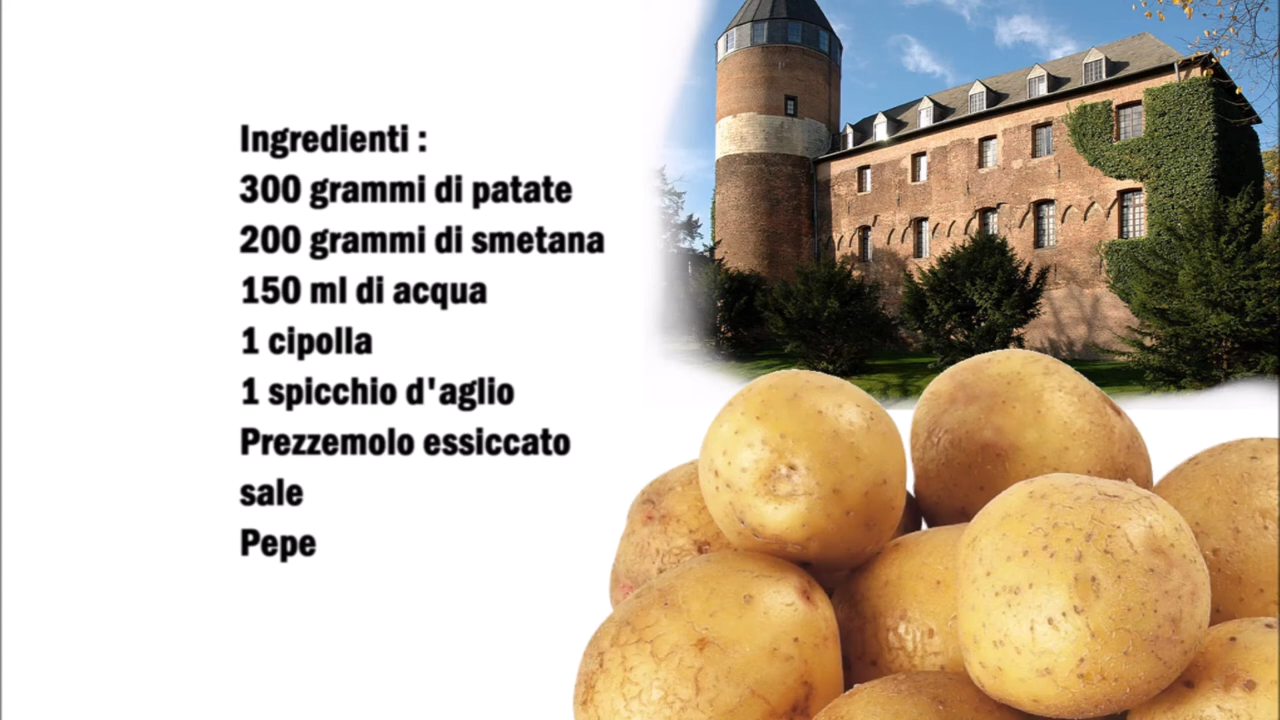 Ingredienti :
300 grammi di patate
200 grammi di smetana
150 ml di acqua
1 cipolla
1 spicchio d'aglio
Prezzemolo essiccato
sale
Pepe